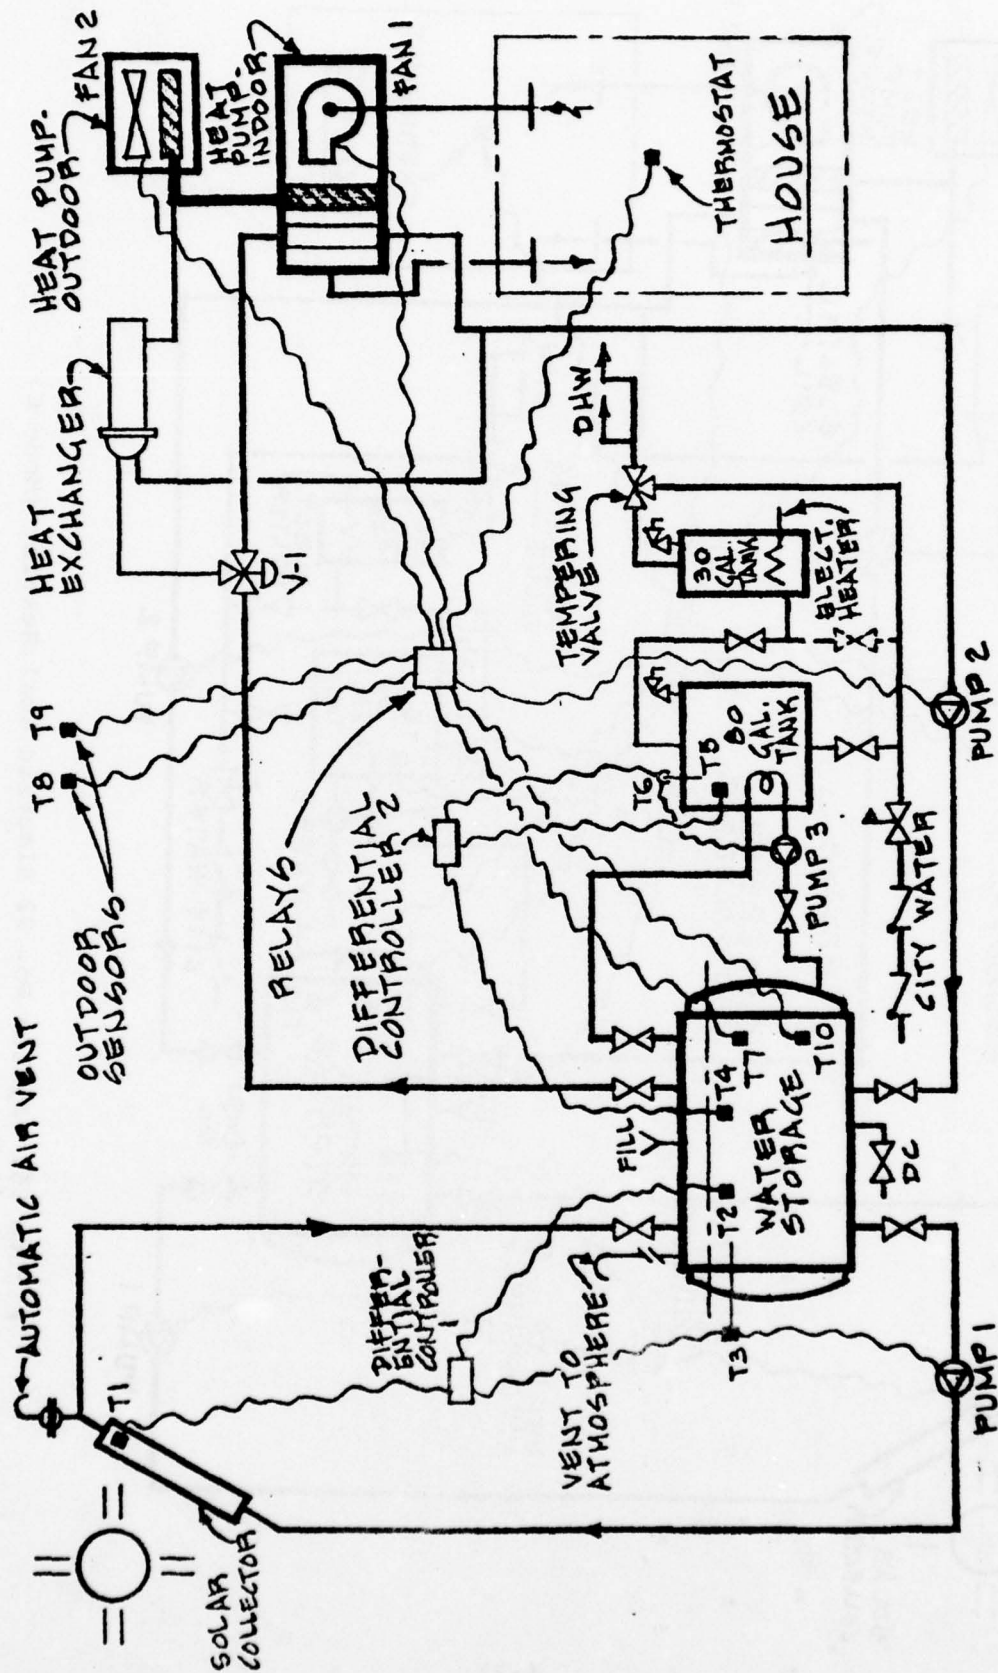 AUTOMATIC AIR VENT
T1
SOLAR
COLLECTOR
OUTDOOR
SENSORS
T8
T9
HEAT
EXCHANGER
HEAT PUMP.
OUTDOOR
FAN 2
HEAT
PUMP.
INDOOR
FAN 1
V-1
RELAYS
DIFFER-
ENTIAL
CONTROLLER
1
DIFFERENTIAL
CONTROLLER 2
TEMPERING
VALVE
DHW
THERMOSTAT
HOUSE
VENT TO
ATMOSPHERE
FILL
T3
T2
T4
T7
T10
WATER
STORAGE
DC
T6
T5
80
GAL.
TANK
30
GAL.
TANK
ELECT.
HEATER
PUMP 3
CITY WATER
PUMP 1
PUMP 2